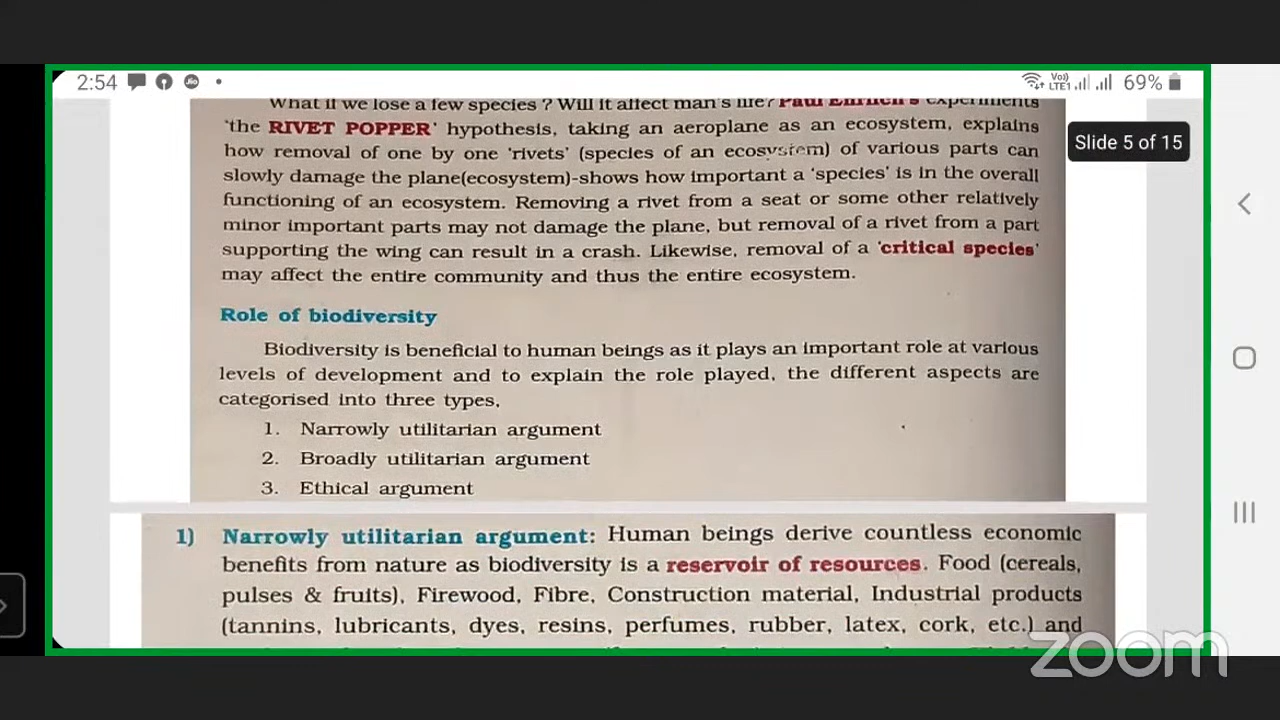 2:54
Vo))
LTE1
69%
What if we lose a few species ? Will it affect man's life? Paul Ehrlich's experiments
'the RIVET POPPER' hypothesis, taking an aeroplane as an ecosystem, explains
Slide 5 of 15
how removal of one by one 'rivets' (species of an ecosystem) of various parts can
slowly damage the plane(ecosystem)-shows how important a 'species' is in the overall
functioning of an ecosystem. Removing a rivet from a seat or some other relatively
minor important parts may not damage the plane, but removal of a rivet from a part
supporting the wing can result in a crash. Likewise, removal of a 'critical species'
may affect the entire community and thus the entire ecosystem.
Role of biodiversity
Biodiversity is beneficial to human beings as it plays an important role at various
levels of development and to explain the role played, the different aspects are
categorised into three types,
1. Narrowly utilitarian argument
2. Broadly utilitarian argument
3. Ethical argument
1) Narrowly utilitarian argument: Human beings derive countless economic
benefits from nature as biodiversity is a reservoir of resources. Food (cereals,
pulses & fruits), Firewood, Fibre, Construction material, Industrial products
(tannins, lubricants, dyes, resins, perfumes, rubber, latex, cork, etc.) and
zoom